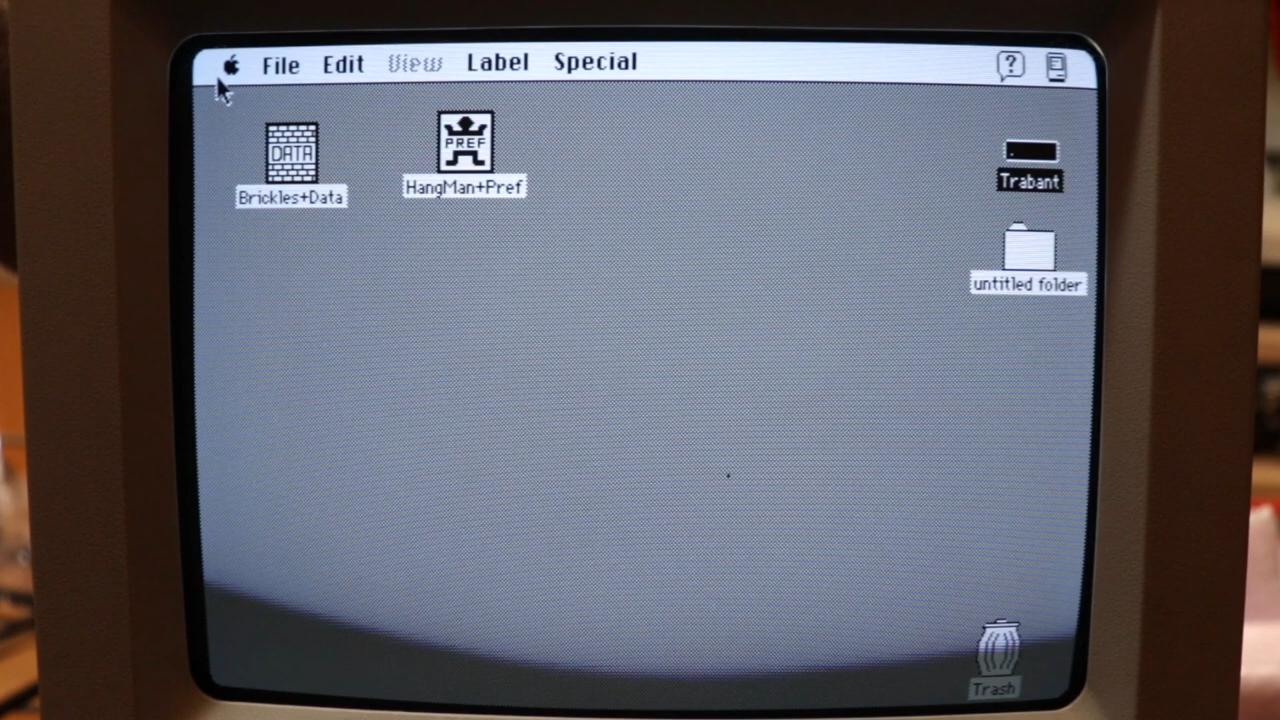 File Edit View Label Special ?
DATA
Brickles+Data
PREF
HangMan+Pref
Trabant
untitled folder
Trash